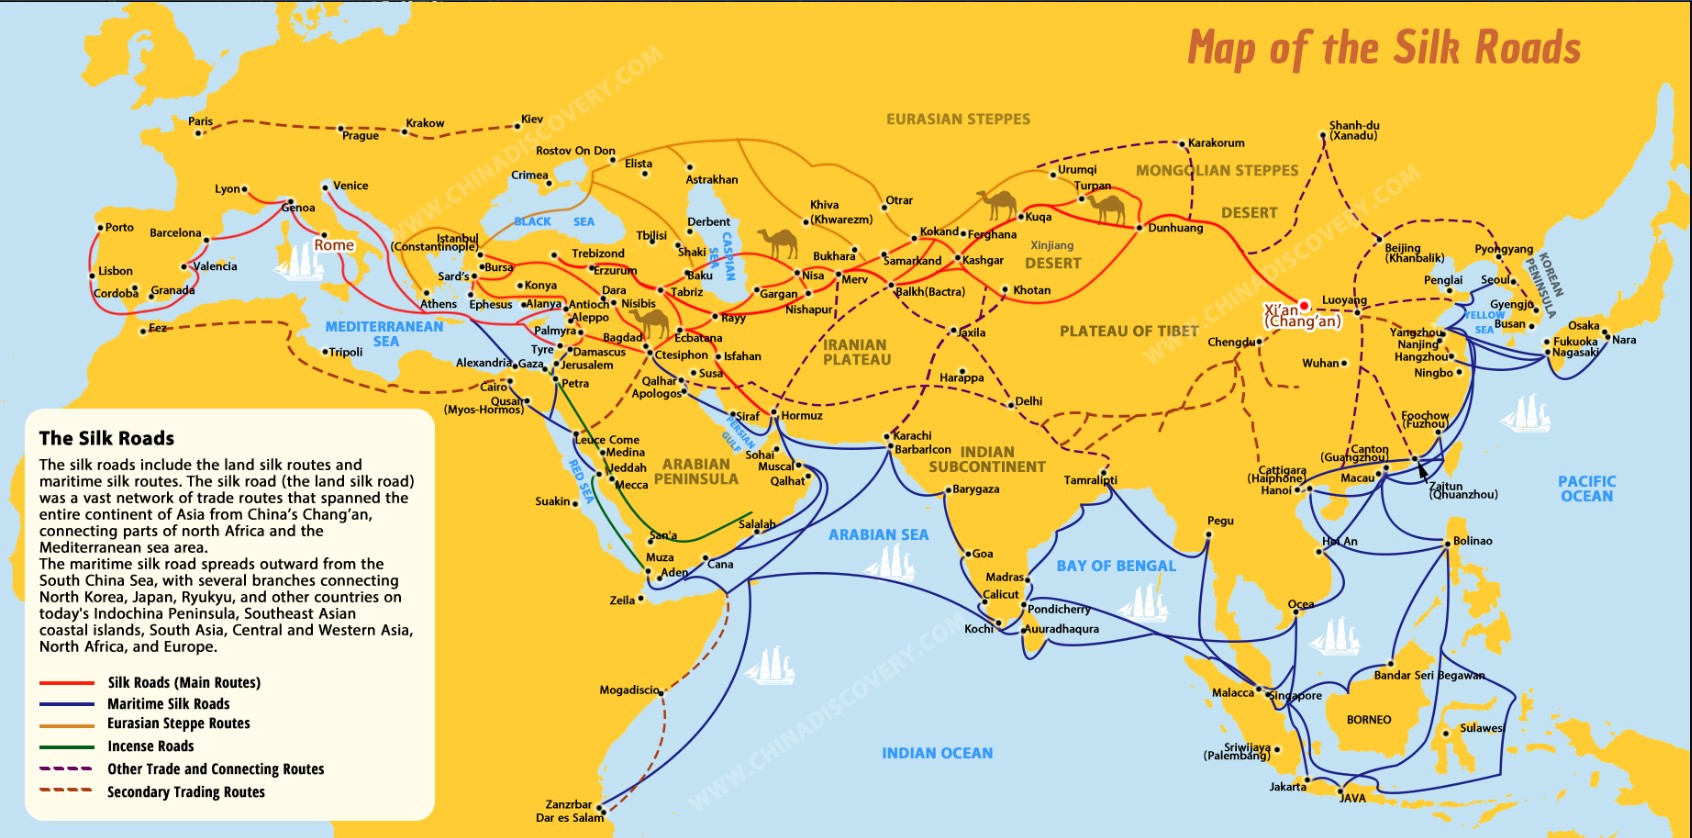 Map of the Silk Roads
EURASIAN STEPPES
MONGOLIAN STEPPES
DESERT
Xinjiang
DESERT
PLATEAU OF TIBET
IRANIAN
PLATEAU
ARABIAN
PENINSULA
INDIAN
SUBCONTINENT
KOREAN
PENINSULA
BORNEO
BLACK SEA
CASPIAN
SEA
MEDITERRANEAN
SEA
RED SEA
PERSIAN
GULF
ARABIAN SEA
BAY OF BENGAL
INDIAN OCEAN
YELLOW
SEA
PACIFIC
OCEAN
Paris
Prague
Krakow
Kiev
Rostov On Don
Elista
Crimea
Astrakhan
Lyon
Venice
Genoa
Rome
Porto
Barcelona
Lisbon
Valencia
Cordoba
Granada
Fez
Tripoli
Istanbul
(Constantinople)
Bursa
Sard's
Athens
Ephesus
Konya
Alanya
Antioch
Aleppo
Trebizond
Erzurum
Dara
Nisibis
Tbilisi
Derbent
Shaki
Baku
Tabriz
Palmyra
Tyre
Damascus
Jerusalem
Alexandria
Gaza
Petra
Cairo
Qusan
(Myos-Hormos)
Bagdad
Ctesiphon
Ecbatana
Rayy
Isfahan
Susa
Qalhar
Apologos
Siraf
Hormuz
Khiva
(Khwarezm)
Otrar
Bukhara
Nisa
Merv
Gargan
Nishapur
Samarkand
Kokand
Ferghana
Kashgar
Balkh(Bactra)
Khotan
Kuqa
Urumqi
Turpan
Karakorum
Dunhuang
Shanh-du
(Xanadu)
Beijing
(Khanbalik)
Pyongyang
Penglai
Seoul
Gyengju
Busan
Osaka
Nara
Fukuoka
Nagasaki
Xi'an
(Chang'an)
Luoyang
Chengdu
Wuhan
Yangzhou
Nanjing
Hangzhou
Ningbo
Foochow
(Fuzhou)
Canton
(Guangzhou)
Macau
Zaitun
(Qhuanzhou)
Cattigara
(Haiphone)
Hanoi
Hoi An
Bolinao
Ocea
Jaxila
Harappa
Delhi
Karachi
Barbarlcon
Barygaza
Tamralipti
Pegu
Goa
Madras
Calicut
Pondicherry
Kochi
Auuradhaqura
Leuce Come
Medina
Jeddah
Mecca
Suakin
San'a
Muza
Aden
Cana
Zeila
Salalah
Sohai
Muscal
Qalhat
Mogadiscio
Zanzrbar
Dar es Salam
Malacca
Singapore
Bandar Seri Begawan
Sulawesi
Sriwijaya
(Palembang)
Jakarta
JAVA
The Silk Roads
The silk roads include the land silk routes and
maritime silk routes. The silk road (the land silk road)
was a vast network of trade routes that spanned the
entire continent of Asia from China's Chang'an,
connecting parts of north Africa and the
Mediterranean sea area.
The maritime silk road spreads outward from the
South China Sea, with several branches connecting
North Korea, Japan, Ryukyu, and other countries on
today's Indochina Peninsula, Southeast Asian
coastal islands, South Asia, Central and Western Asia,
North Africa, and Europe.
Silk Roads (Main Routes)
Maritime Silk Roads
Eurasian Steppe Routes
Incense Roads
Other Trade and Connecting Routes
Secondary Trading Routes
WWW.CHINADISCOVERY.COM
WWW.CHINADISCOVERY.COM
WWW.CHINADISCOVERY.COM